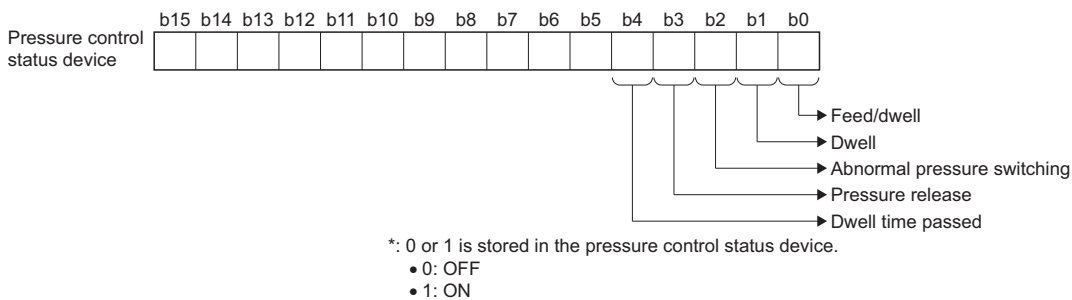 b15 b14 b13 b12 b11 b10 b9 b8 b7 b6 b5 b4 b3 b2 b1 b0
Pressure control
status device
Feed/dwell
Dwell
Abnormal pressure switching
Pressure release
Dwell time passed
*: 0 or 1 is stored in the pressure control status device.
• 0: OFF
• 1: ON